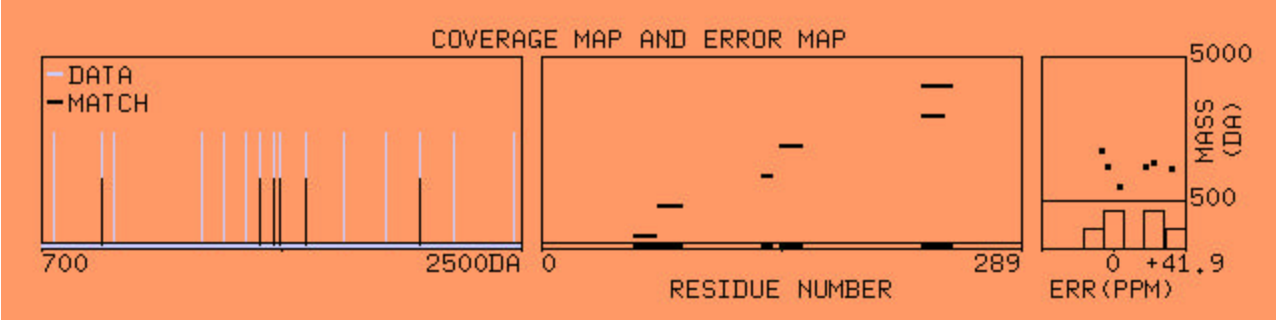 COVERAGE MAP AND ERROR MAP
DATA
MATCH
700
2500DA
0
289
RESIDUE NUMBER
5000
MASS
(DA)
500
0
+41.9
ERR(PPM)